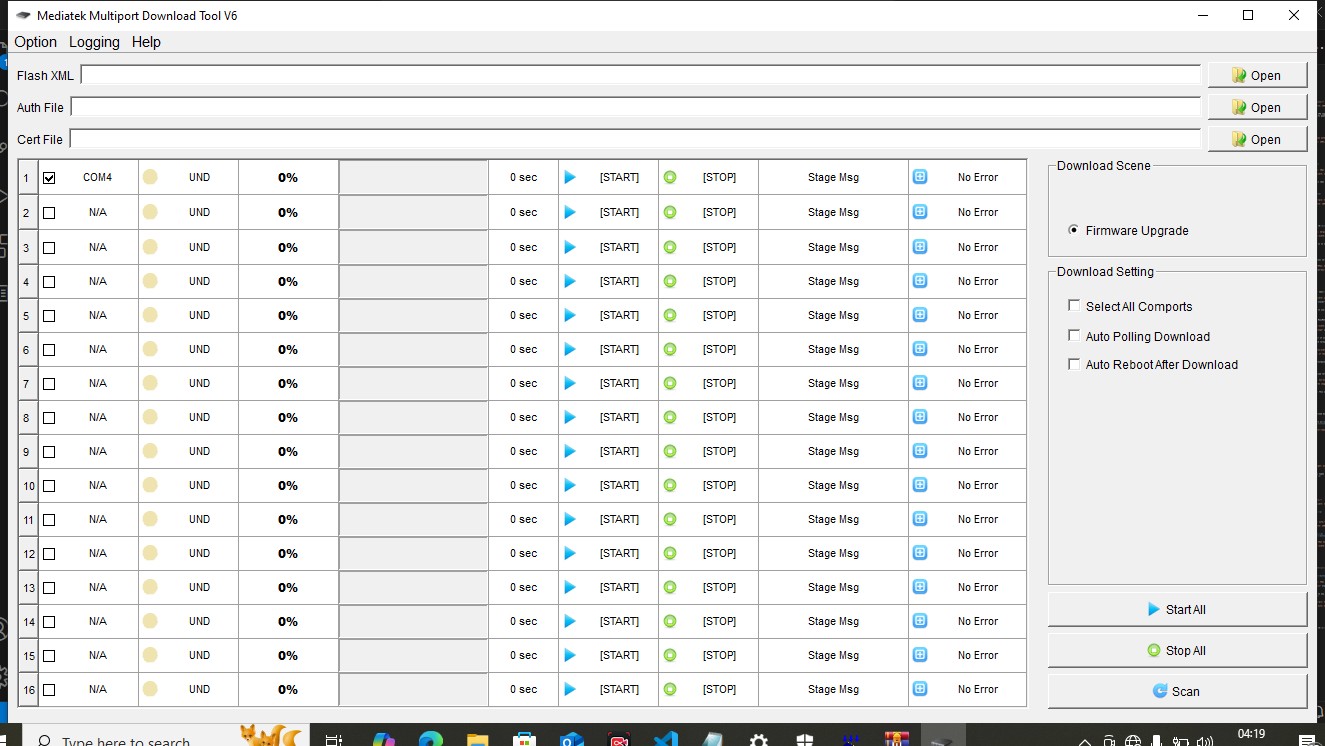 Mediatek Multiport Download Tool V6
Option Logging Help
Flash XML Open
Auth File Open
Cert File Open
1 COM4 UND 0% 0 sec [START] [STOP] Stage Msg No Error
2 N/A UND 0% 0 sec [START] [STOP] Stage Msg No Error
3 N/A UND 0% 0 sec [START] [STOP] Stage Msg No Error
4 N/A UND 0% 0 sec [START] [STOP] Stage Msg No Error
5 N/A UND 0% 0 sec [START] [STOP] Stage Msg No Error
6 N/A UND 0% 0 sec [START] [STOP] Stage Msg No Error
7 N/A UND 0% 0 sec [START] [STOP] Stage Msg No Error
8 N/A UND 0% 0 sec [START] [STOP] Stage Msg No Error
9 N/A UND 0% 0 sec [START] [STOP] Stage Msg No Error
10 N/A UND 0% 0 sec [START] [STOP] Stage Msg No Error
11 N/A UND 0% 0 sec [START] [STOP] Stage Msg No Error
12 N/A UND 0% 0 sec [START] [STOP] Stage Msg No Error
13 N/A UND 0% 0 sec [START] [STOP] Stage Msg No Error
14 N/A UND 0% 0 sec [START] [STOP] Stage Msg No Error
15 N/A UND 0% 0 sec [START] [STOP] Stage Msg No Error
16 N/A UND 0% 0 sec [START] [STOP] Stage Msg No Error
Download Scene
Firmware Upgrade
Download Setting
Select All Comports
Auto Polling Download
Auto Reboot After Download
Start All
Stop All
Scan
Type here to search
04:19